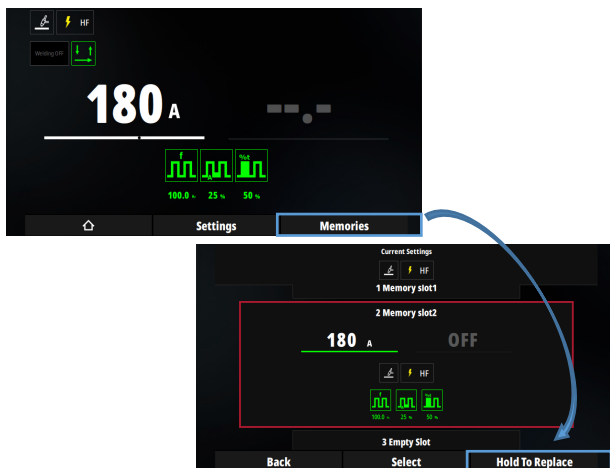 HF
Welding OFF
180 A
--.-
f
%t
100.0 25 % 50 %
Settings Memories
Current Settings
HF
1 Memory slot1
2 Memory slot2
180 A OFF
HF
100.0 25 % 50 %
3 Empty Slot
Back Select Hold To Replace